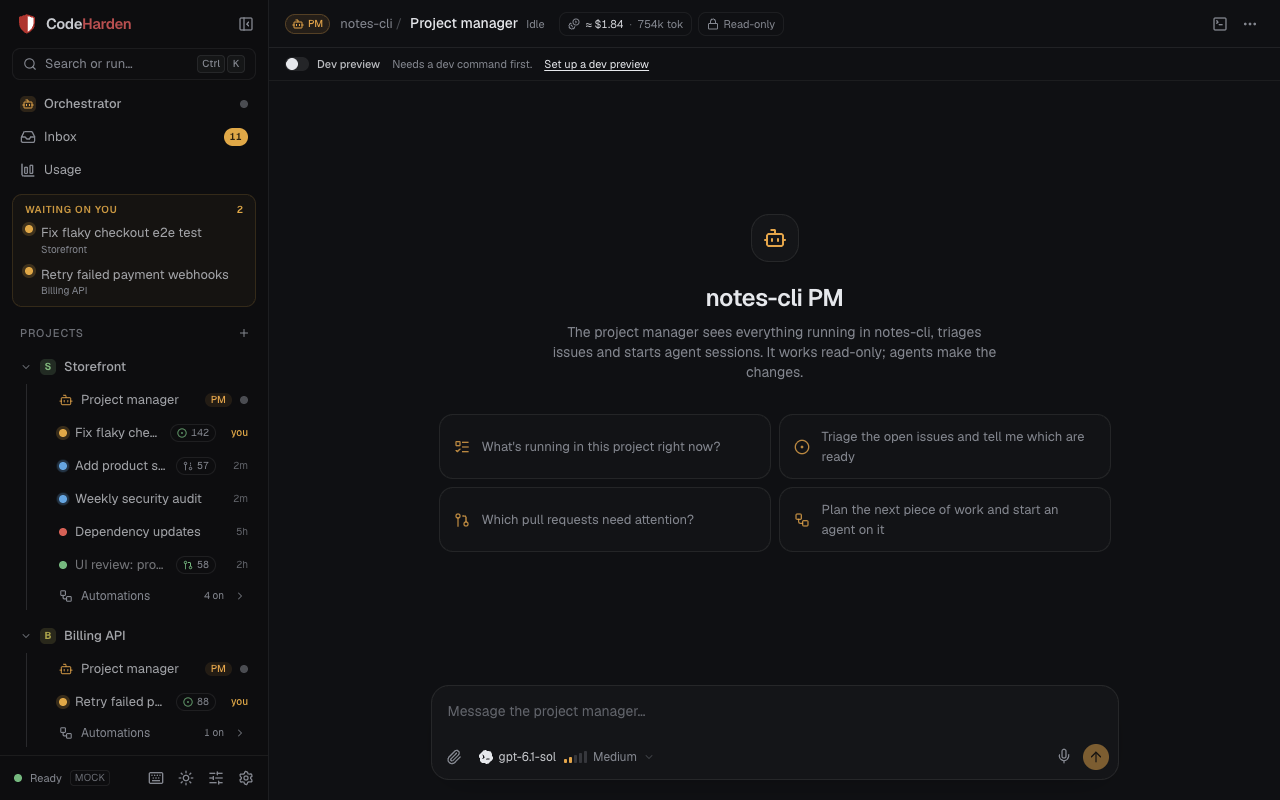 CodeHarden
Search or run… Ctrl K
Orchestrator
Inbox 11
Usage
WAITING ON YOU 2
Fix flaky checkout e2e test
Storefront
Retry failed payment webhooks
Billing API
PROJECTS
S Storefront
Project manager PM
Fix flaky che… 142 you
Add product s… 57 2m
Weekly security audit 2m
Dependency updates 5h
UI review: pro… 58 2h
Automations 4 on
B Billing API
Project manager PM
Retry failed p… 88 you
Automations 1 on
Ready MOCK
PM notes-cli / Project manager Idle ≈ $1.84 · 754k tok Read-only
Dev preview Needs a dev command first. Set up a dev preview
notes-cli PM
The project manager sees everything running in notes-cli, triages
issues and starts agent sessions. It works read-only; agents make the
changes.
What's running in this project right now?
Triage the open issues and tell me which are
ready
Which pull requests need attention?
Plan the next piece of work and start an
agent on it
Message the project manager…
gpt-6.1-sol Medium